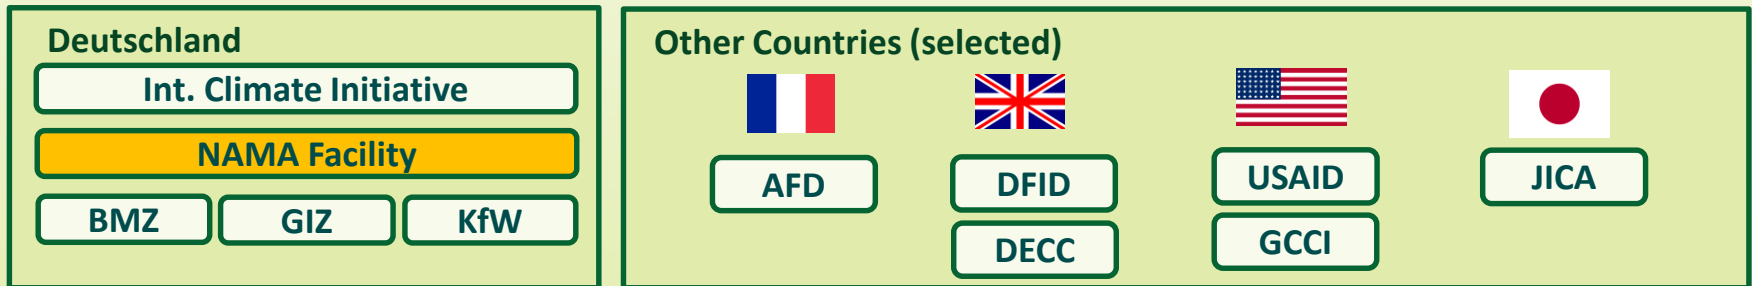 Deutschland
Int. Climate Initiative
NAMA Facility
BMZ GIZ KfW
Other Countries (selected)
AFD DFID USAID JICA
DECC GCCI